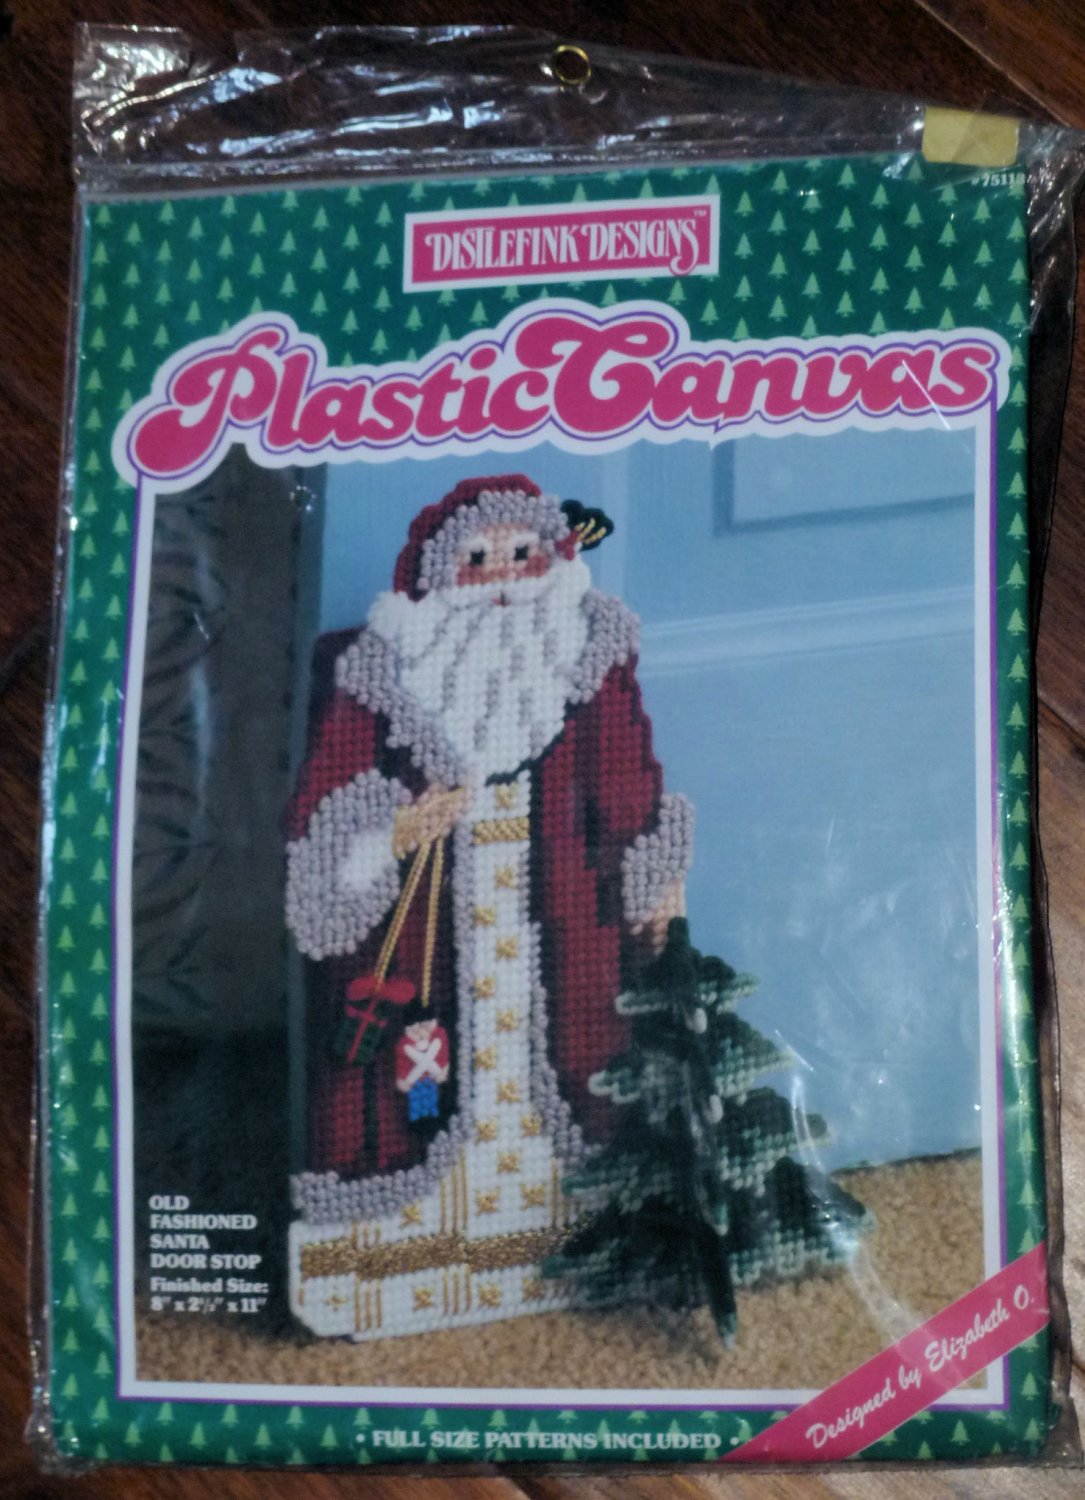 DISTLEFINK DESIGNS™
Plastic Canvas
OLD
FASHIONED
SANTA
DOOR STOP
Finished Size:
8" x 2½" x 11"
Designed by Elizabeth O.
• FULL SIZE PATTERNS INCLUDED •